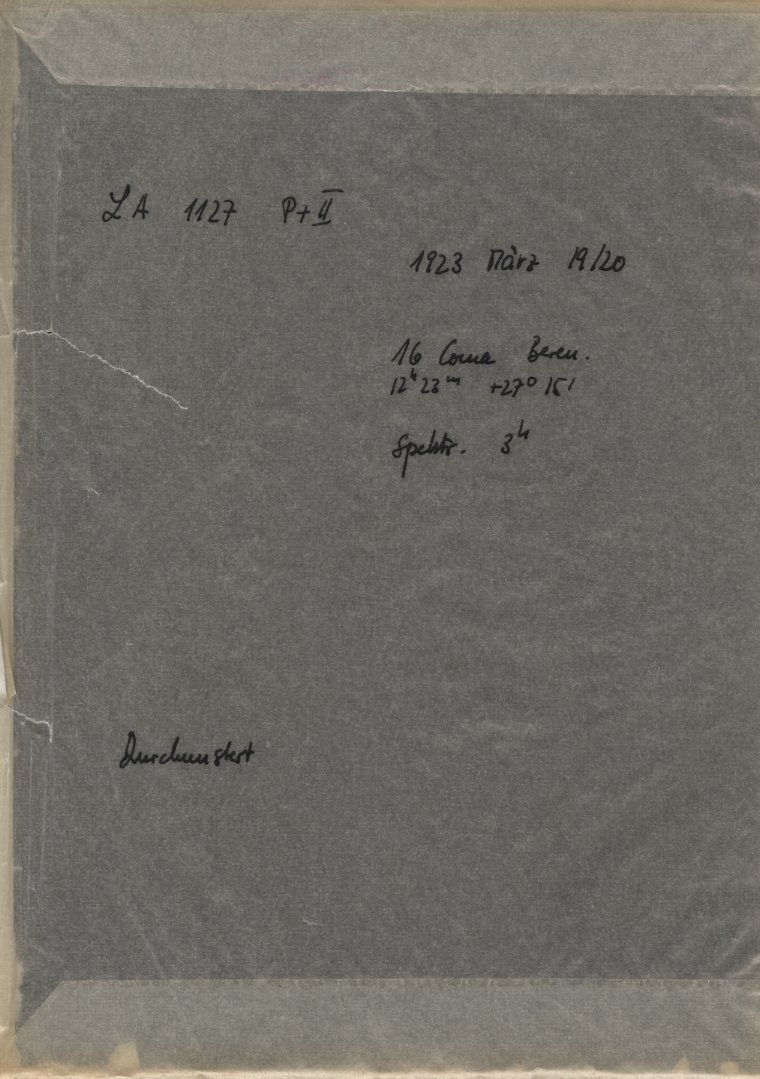 LA 1127 P+II
1923 März 19/20
16 Coma Beren.
12ʰ 23ᵐ +27° 15'
Spektr. 3ʰ
Durchmustert